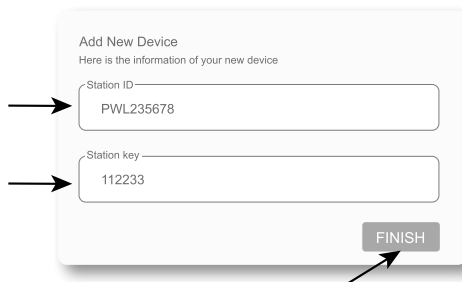 Add New Device
Here is the information of your new device
Station ID
PWL235678
Station key
112233
FINISH